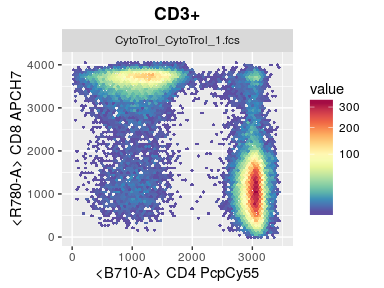 CD3+
CytoTrol_CytoTrol_1.fcs
<R780-A> CD8 APCH7
4000
3000
2000
1000
0
0
1000
2000
3000
<B710-A> CD4 PcpCy55
value
300
200
100